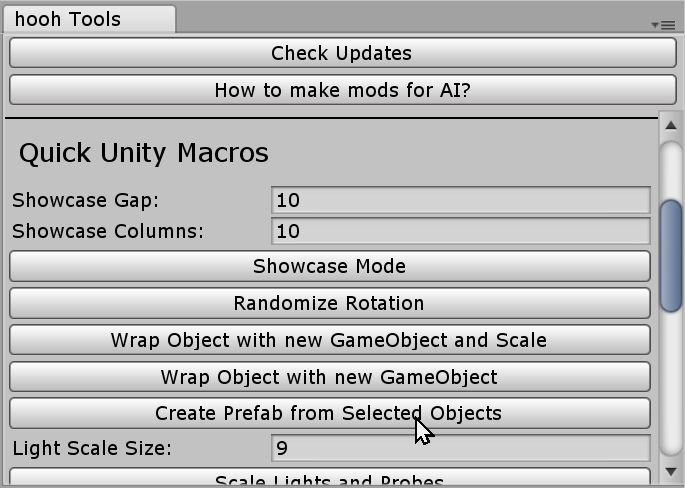 hooh Tools
Check Updates
How to make mods for AI?
Quick Unity Macros
Showcase Gap: 10
Showcase Columns: 10
Showcase Mode
Randomize Rotation
Wrap Object with new GameObject and Scale
Wrap Object with new GameObject
Create Prefab from Selected Objects
Light Scale Size: 9
Scale Lights and Probes